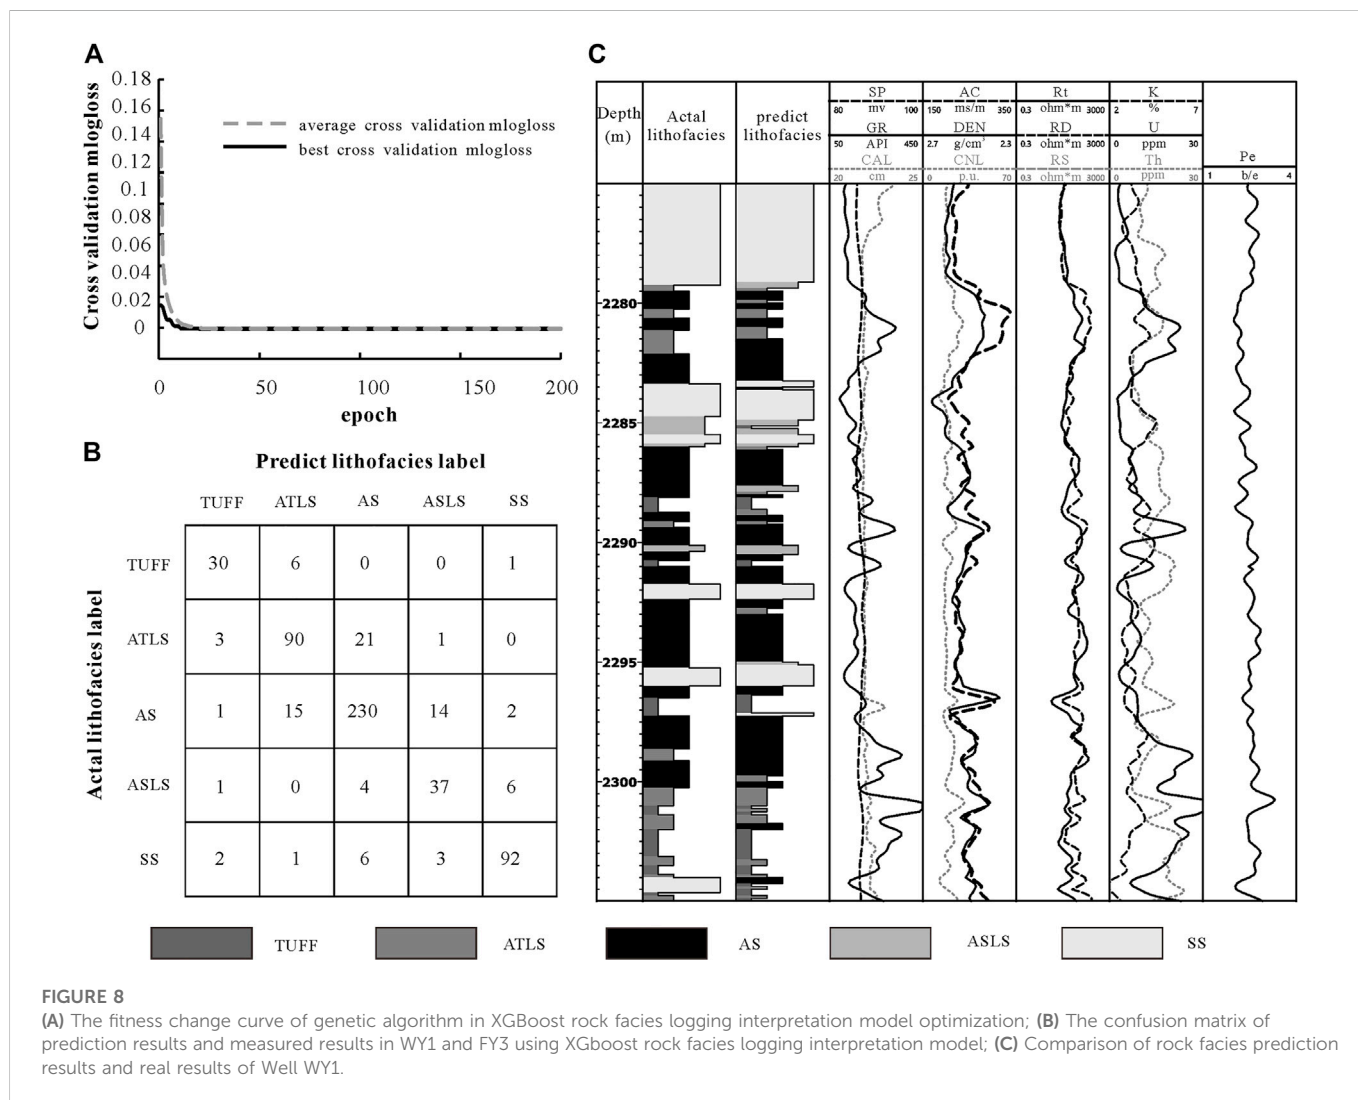 A
Cross validation mlogloss
0.18
0.16
0.14
0.12
0.1
0.08
0.06
0.04
0.02
0
average cross validation mlogloss
best cross validation mlogloss
0 50 100 150 200
epoch
B
Predict lithofacies label
TUFF ATLS AS ASLS SS
Actal lithofacies label
TUFF 30 6 0 0 1
ATLS 3 90 21 1 0
AS 1 15 230 14 2
ASLS 1 0 4 37 6
SS 2 1 6 3 92
C
Depth
(m)
Actal
lithofacies
predict
lithofacies
SP
80 mv 100
GR
50 API 450
CAL
20 cm 25
AC
150 ms/m 350
DEN
2.7 g/cm³ 2.3
CNL
0 p.u. 70
Rt
0.3 ohm*m 3000
RD
0.3 ohm*m 3000
RS
0.3 ohm*m 3000
K
2 % 7
U
0 ppm 30
Th
0 ppm 30
Pe
1 b/e 4
2280
2285
2290
2295
2300
TUFF ATLS AS ASLS SS
FIGURE 8
(A) The fitness change curve of genetic algorithm in XGBoost rock facies logging interpretation model optimization; (B) The confusion matrix of
prediction results and measured results in WY1 and FY3 using XGboost rock facies logging interpretation model; (C) Comparison of rock facies prediction
results and real results of Well WY1.